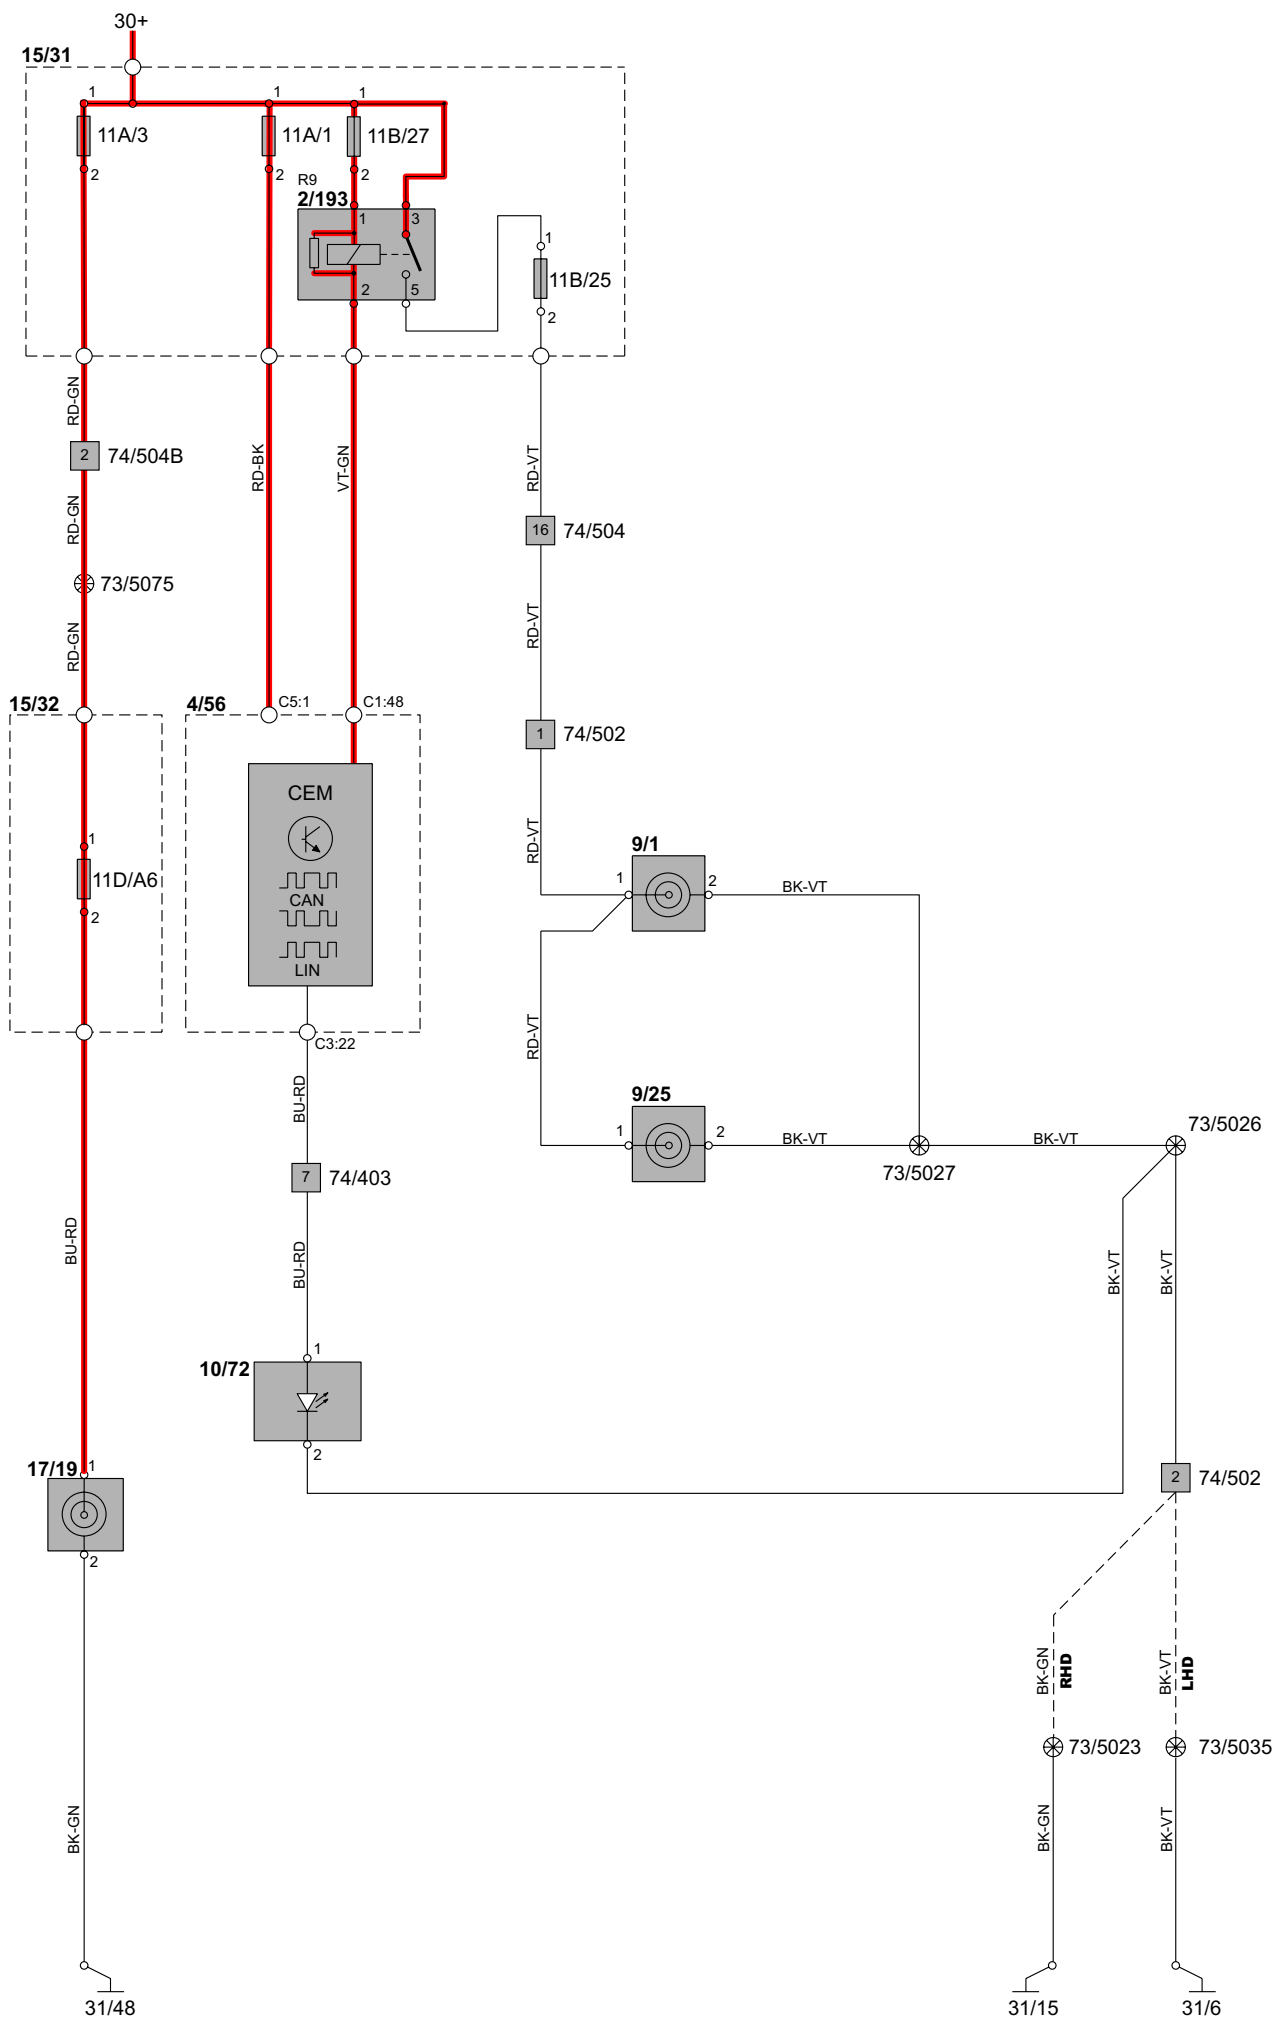 30+
15/31
1
1
1
11A/3
11A/1
11B/27
2
2
2
R9
2/193
1
3
1
11B/25
2
5
2
RD-GN
2
74/504B
RD-BK
VT-GN
RD-VT
RD-GN
16
74/504
73/5075
RD-GN
RD-VT
15/32
4/56
C5:1
C1:48
1
74/502
CEM
1
11D/A6
2
CAN
LIN
RD-VT
9/1
1
2
BK-VT
C3:22
RD-VT
BU-RD
9/25
1
2
BK-VT
73/5027
BK-VT
73/5026
7
74/403
BU-RD
BU-RD
BK-VT
BK-VT
1
10/72
2
17/19
1
2
2
74/502
BK-GN
RHD
BK-VT
LHD
73/5023
73/5035
BK-GN
BK-GN
BK-VT
31/48
31/15
31/6